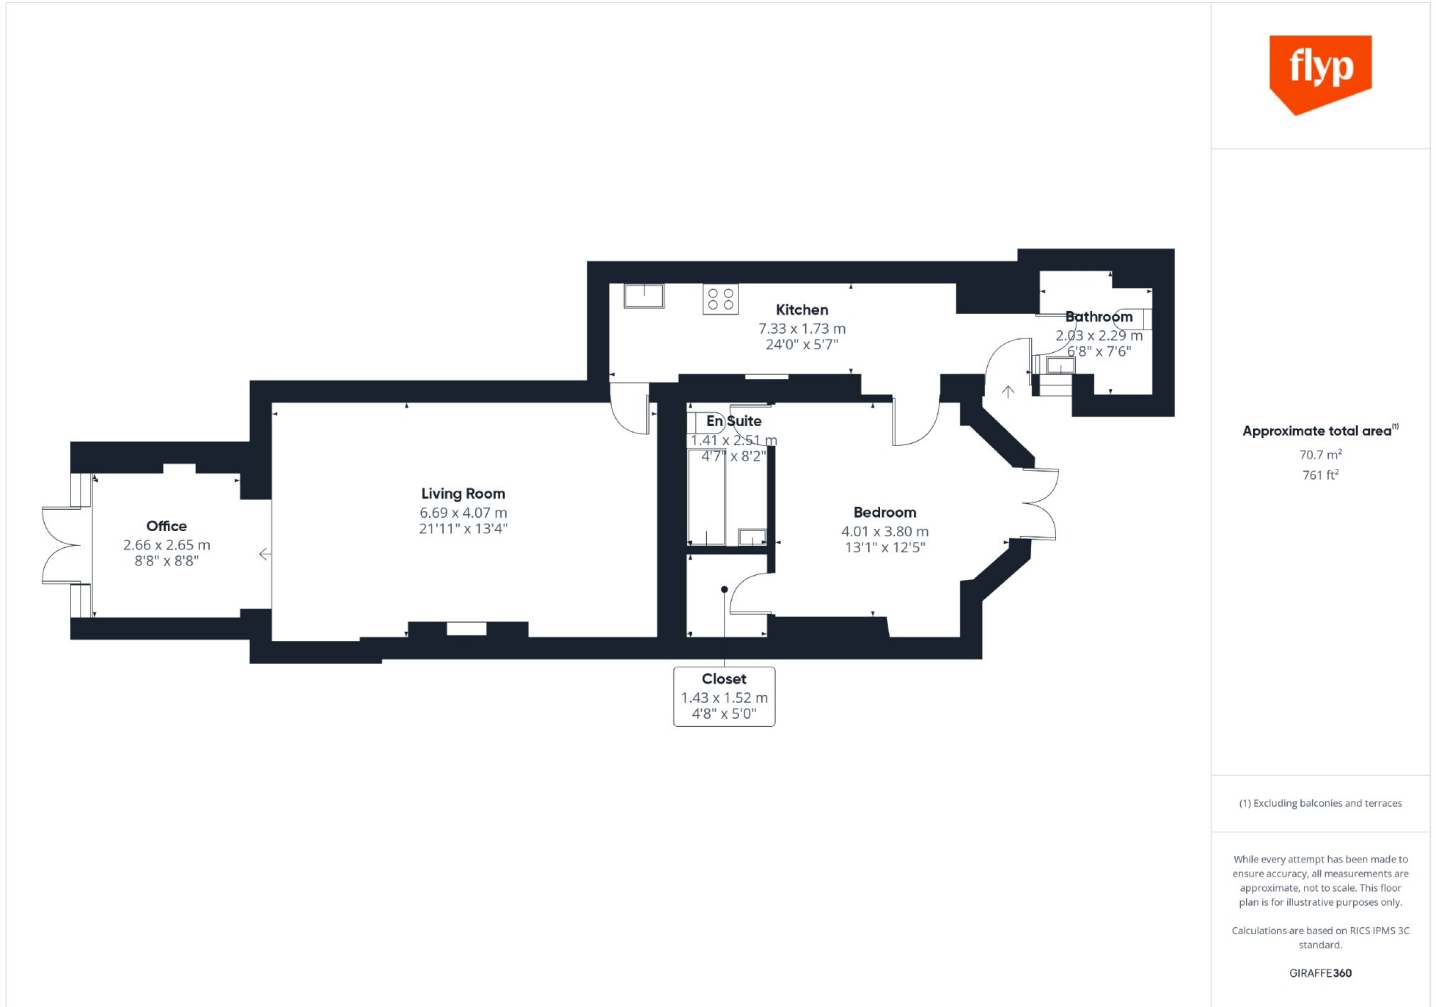 flyp
Kitchen
7.33 x 1.73 m
24'0" x 5'7"
Bathroom
2.03 x 2.29 m
6'8" x 7'6"
En Suite
1.41 x 2.51 m
4'7" x 8'2"
Living Room
6.69 x 4.07 m
21'11" x 13'4"
Office
2.66 x 2.65 m
8'8" x 8'8"
Bedroom
4.01 x 3.80 m
13'1" x 12'5"
Closet
1.43 x 1.52 m
4'8" x 5'0"
Approximate total area(1)
70.7 m²
761 ft²
(1) Excluding balconies and terraces
While every attempt has been made to
ensure accuracy, all measurements are
approximate, not to scale. This floor
plan is for illustrative purposes only.
Calculations are based on RICS IPMS 3C
standard.
GIRAFFE360